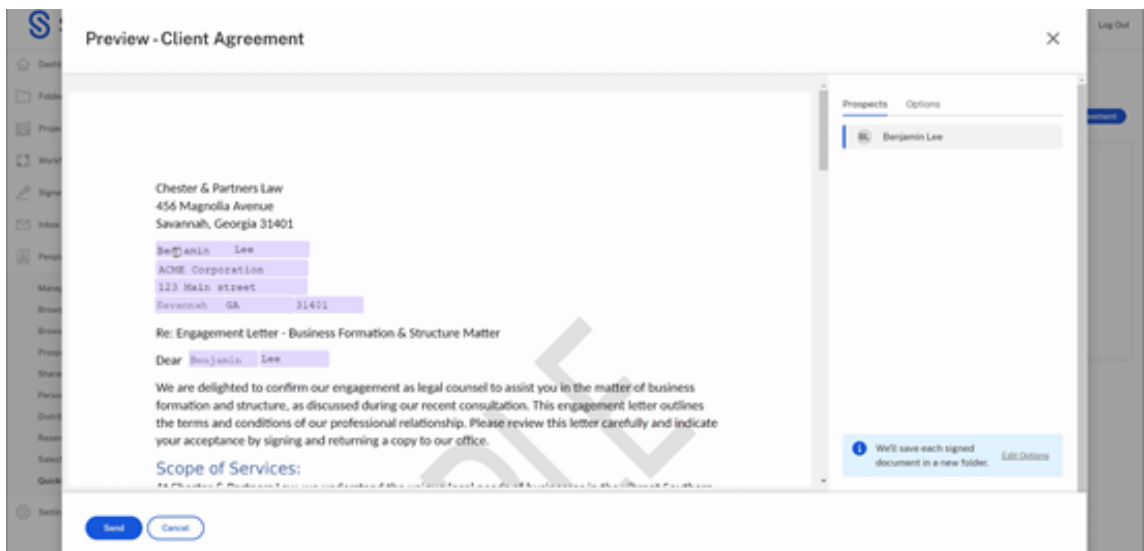 S
Log Out
Preview - Client Agreement
Prospects Options
BL Benjamin Lee
Chester & Partners Law
456 Magnolia Avenue
Savannah, Georgia 31401
Benjamin Lee
ACME Corporation
123 Main street
Savannah GA 31401
Re: Engagement Letter - Business Formation & Structure Matter
Dear Benjamin Lee
We are delighted to confirm our engagement as legal counsel to assist you in the matter of business
formation and structure, as discussed during our recent consultation. This engagement letter outlines
the terms and conditions of our professional relationship. Please review this letter carefully and indicate
your acceptance by signing and returning a copy to our office.
Scope of Services:
We'll save each signed
document in a new folder.
Edit Options
Send Cancel